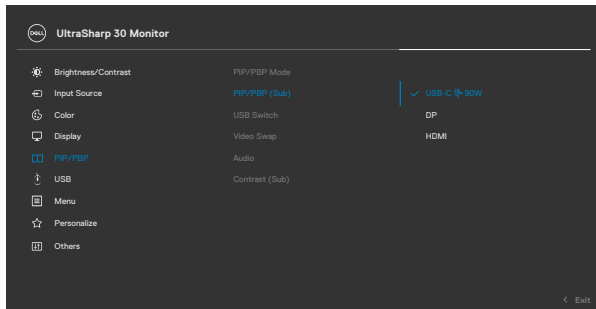 DELL UltraSharp 30 Monitor
Brightness/Contrast
Input Source
Color
Display
PIP/PBP
USB
Menu
Personalize
Others
PIP/PBP Mode
PIP/PBP (Sub)
USB Switch
Video Swap
Audio
Contrast (Sub)
USB-C 90W
DP
HDMI
< Exit